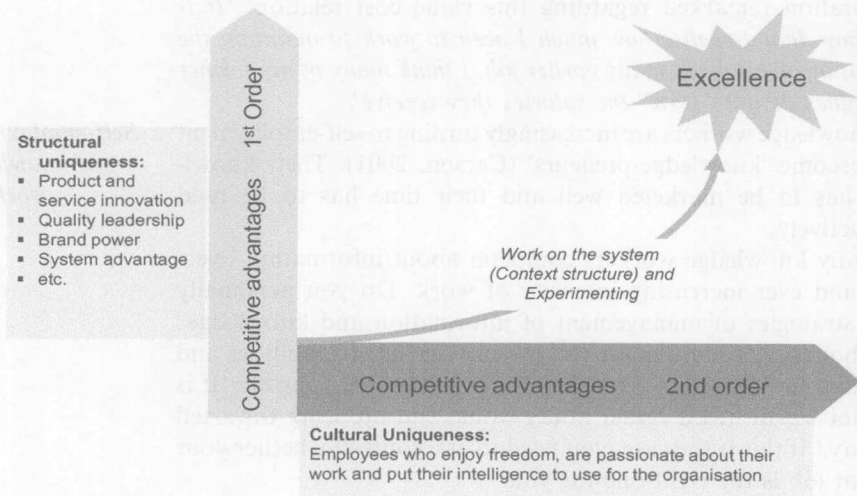 Excellence
Structural
uniqueness:
▪ Product and
service innovation
▪ Quality leadership
▪ Brand power
▪ System advantage
▪ etc.
Competitive advantages 1st Order
Work on the system
(Context structure) and
Experimenting
Competitive advantages 2nd order
Cultural Uniqueness:
Employees who enjoy freedom, are passionate about their
work and put their intelligence to use for the organisation